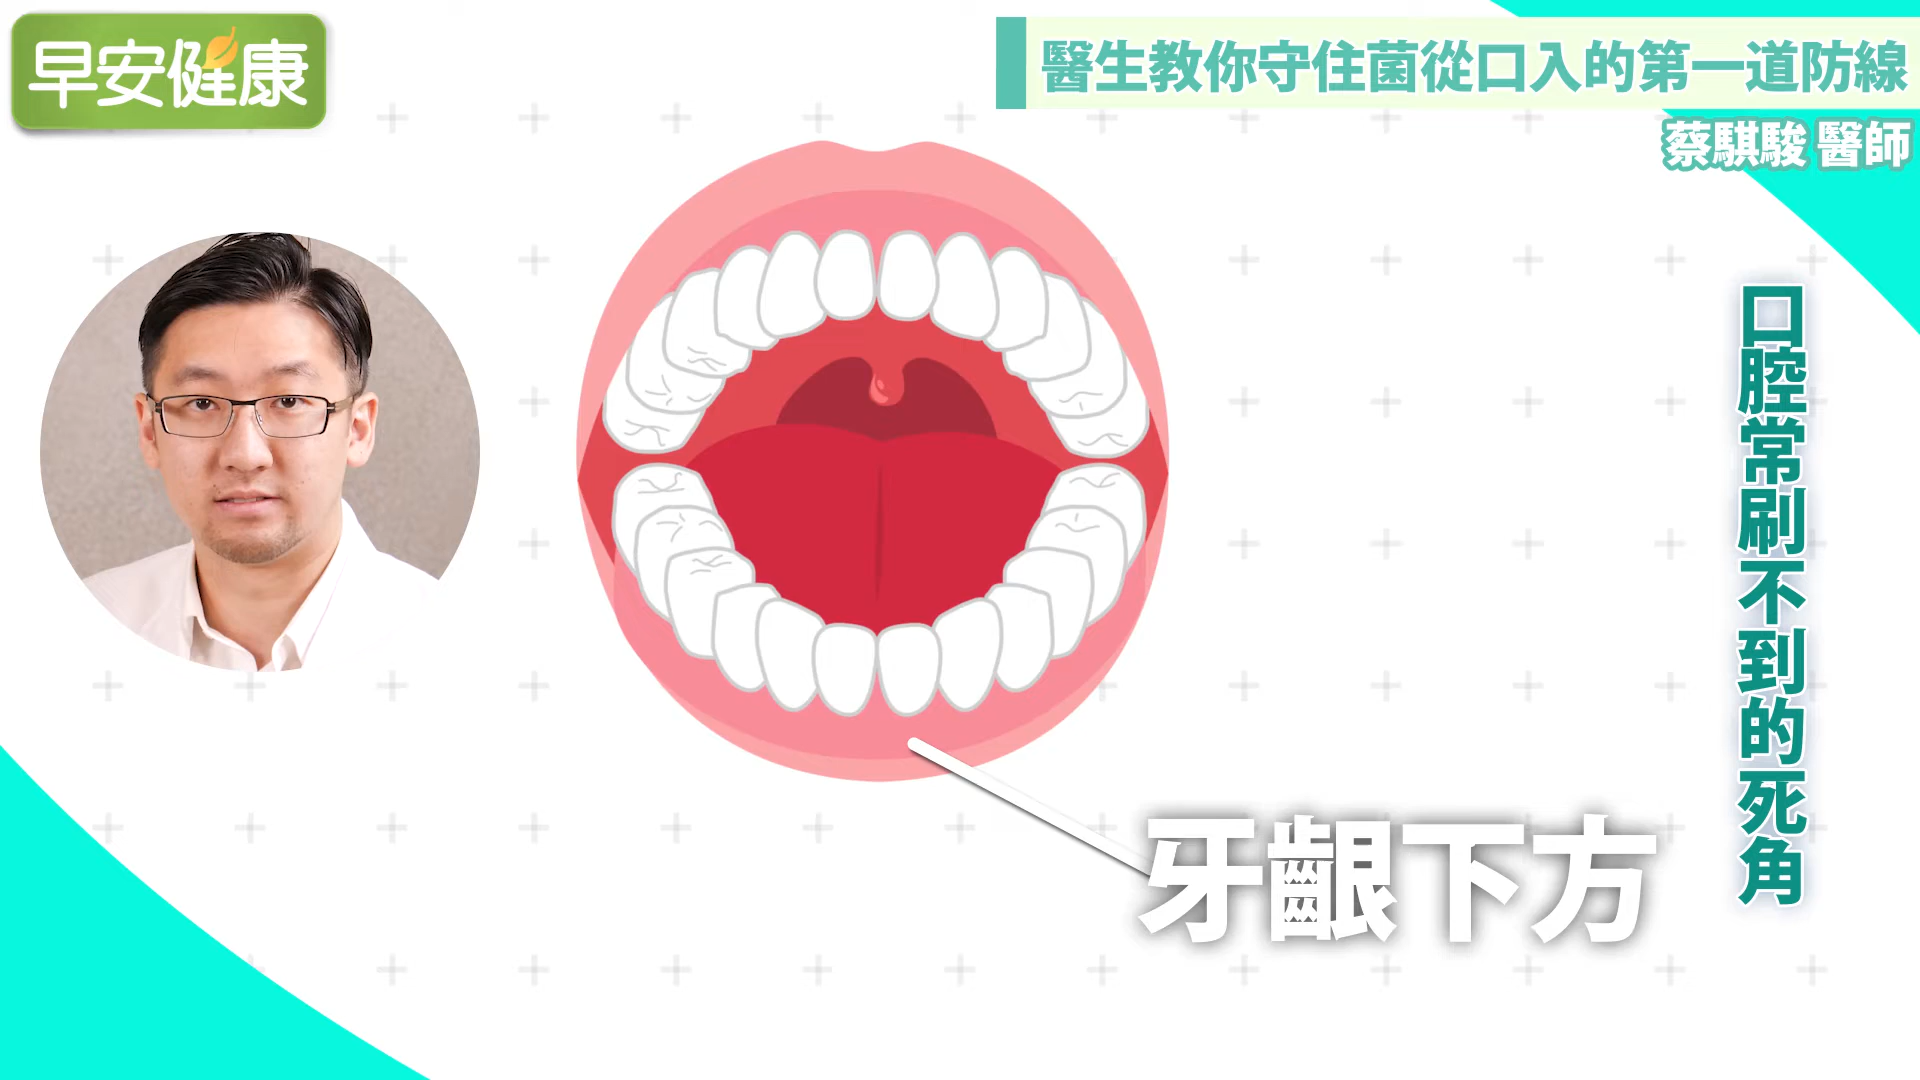 早安健康
醫生教你守住菌從口入的第一道防線
蔡騏駿 醫師
口腔常刷不到的死角
牙齦下方